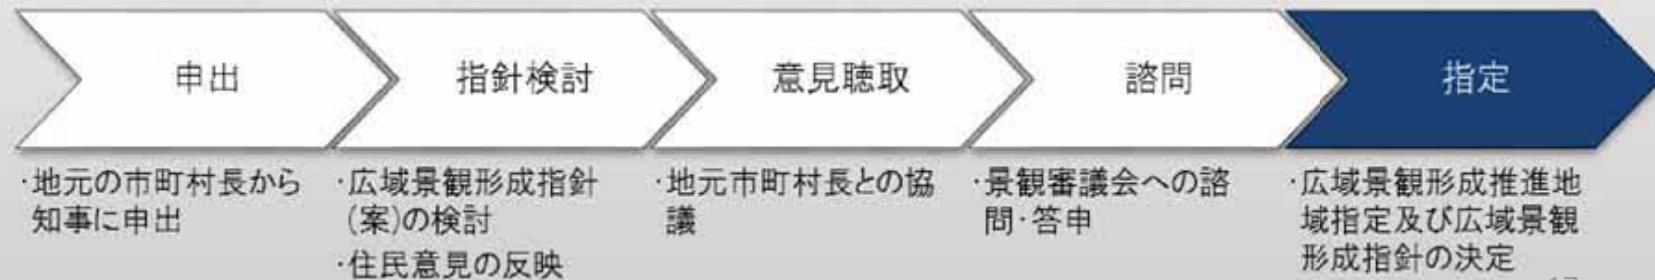 申出
指針検討
意見聴取
諮問
指定
・地元の市町村長から
知事に申出
・広域景観形成指針
(案)の検討
・住民意見の反映
・地元市町村長との協
議
・景観審議会への諮
問・答申
・広域景観形成推進地
域指定及び広域景観
形成指針の決定